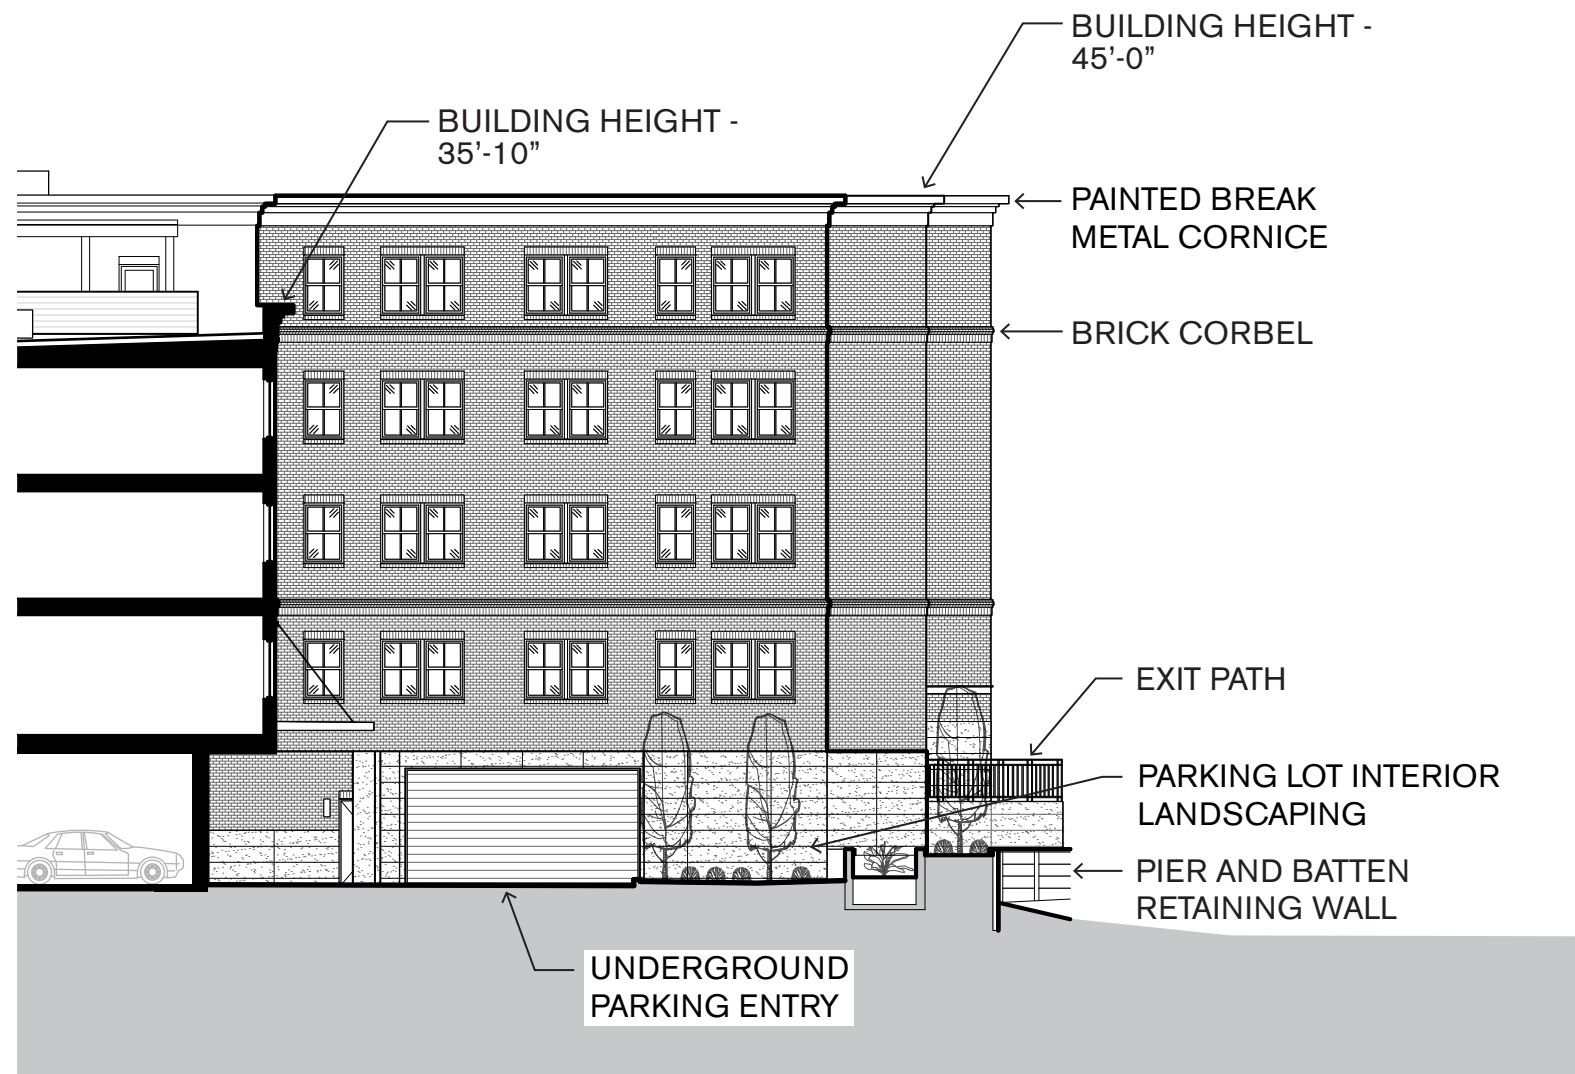 BUILDING HEIGHT -
45’-0”
BUILDING HEIGHT -
35’-10”
PAINTED BREAK
METAL CORNICE
BRICK CORBEL
EXIT PATH
PARKING LOT INTERIOR
LANDSCAPING
PIER AND BATTEN
RETAINING WALL
UNDERGROUND
PARKING ENTRY